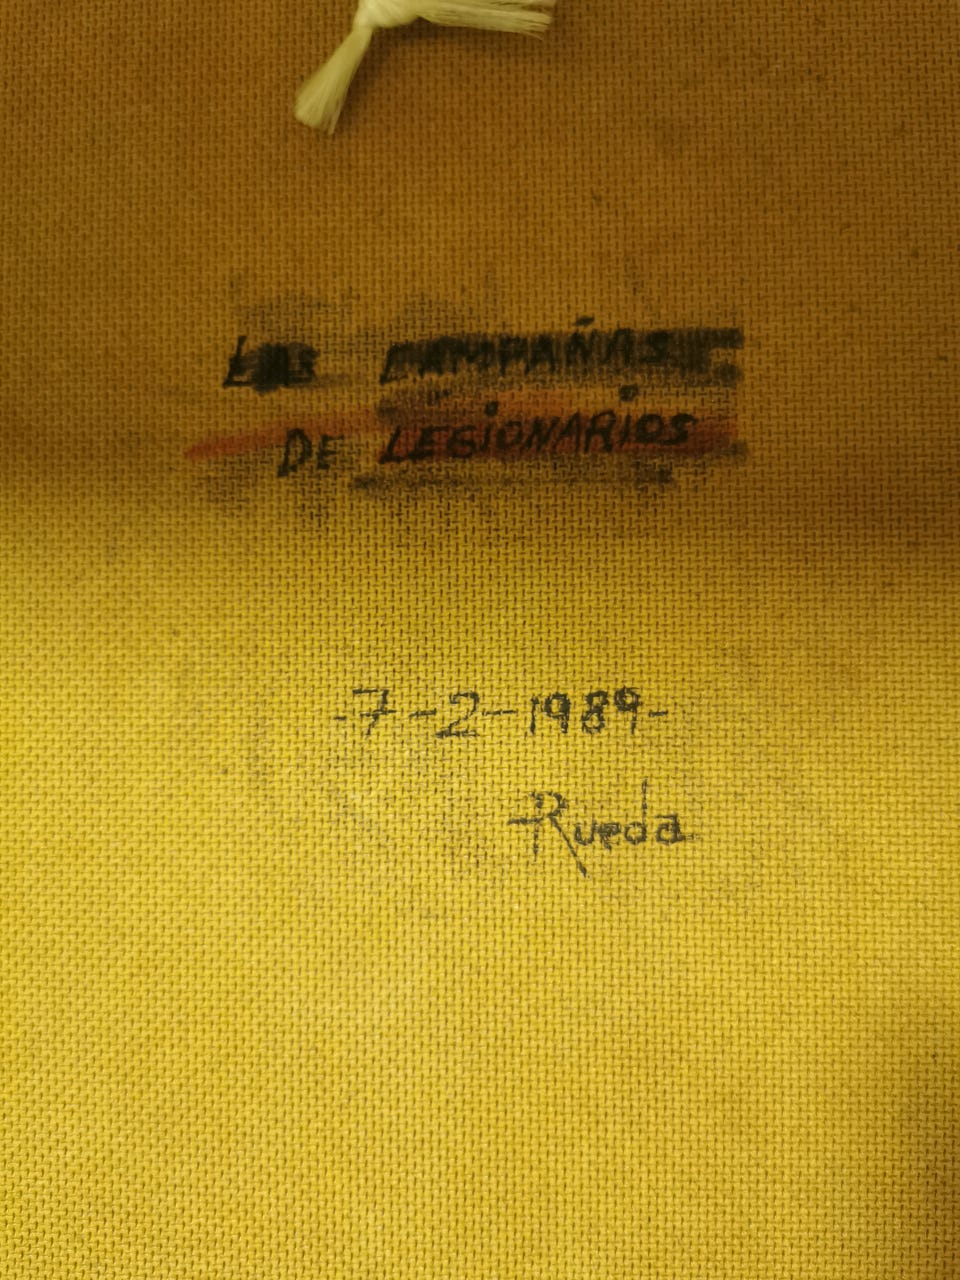 LAS CAMPAÑAS
DE LEGIONARIOS
-7-2-1989-
Rueda